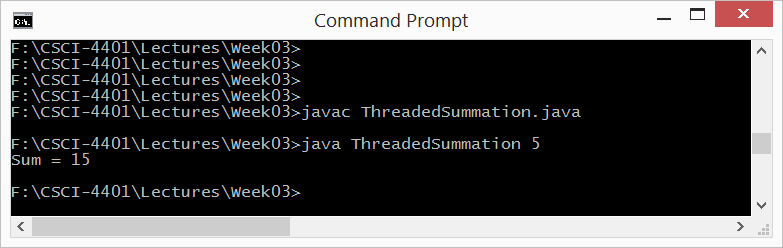 Command Prompt
F:\CSCI-4401\Lectures\Week03>
F:\CSCI-4401\Lectures\Week03>
F:\CSCI-4401\Lectures\Week03>
F:\CSCI-4401\Lectures\Week03>
F:\CSCI-4401\Lectures\Week03>javac ThreadedSummation.java
F:\CSCI-4401\Lectures\Week03>java ThreadedSummation 5
Sum = 15
F:\CSCI-4401\Lectures\Week03>